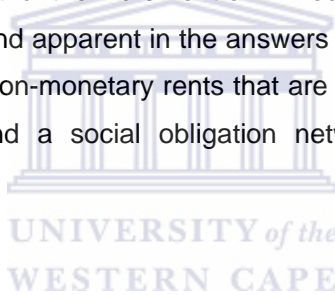 nd apparent in the answers
on-monetary rents that are
nd a social obligation net
UNIVERSITY of the
WESTERN CAPE